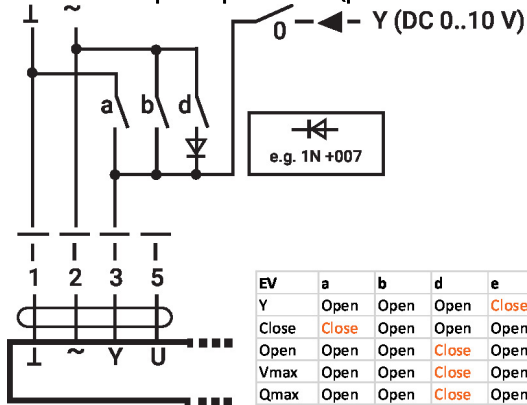 ⊥ ~
0 Y (DC 0..10 V)
a b d
e.g. 1N +007
1 2 3 5
⊥ ~ Y U
EV a b d e
Y Open Open Open Close
Close Close Open Open Open
Open Open Open Close Open
Vmax Open Open Close Open
Qmax Open Open Close Open